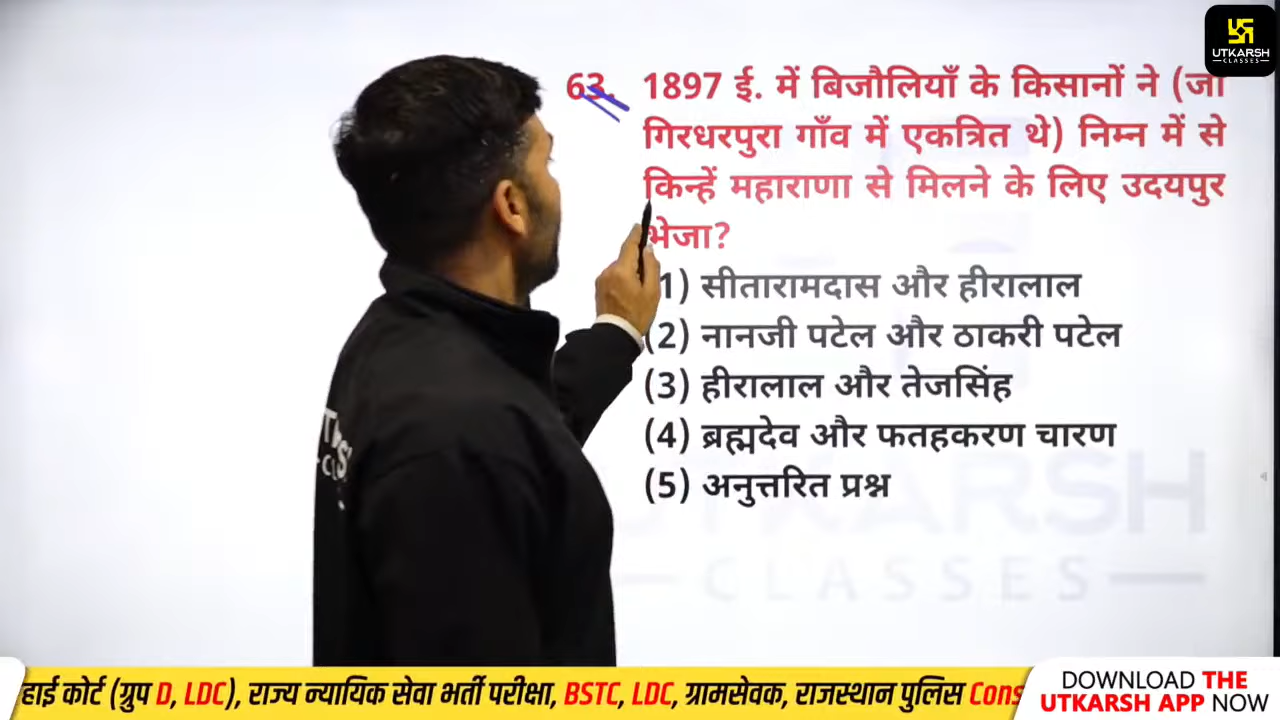 UTKARSH
CLASSES
63. 1897 ई. में बिजौलियाँ के किसानों ने (जो
गिरधरपुरा गाँव में एकत्रित थे) निम्न में से
किन्हें महाराणा से मिलने के लिए उदयपुर
भेजा?
1) सीतारामदास और हीरालाल
(2) नानजी पटेल और ठाकरी पटेल
(3) हीरालाल और तेजसिंह
(4) ब्रह्मदेव और फतहकरण चारण
(5) अनुत्तरित प्रश्न
UTKARSH
CLASSES
हाई कोर्ट (ग्रुप D, LDC), राज्य न्यायिक सेवा भर्ती परीक्षा, BSTC, LDC, ग्रामसेवक, राजस्थान पुलिस Cons
DOWNLOAD THE
UTKARSH APP NOW